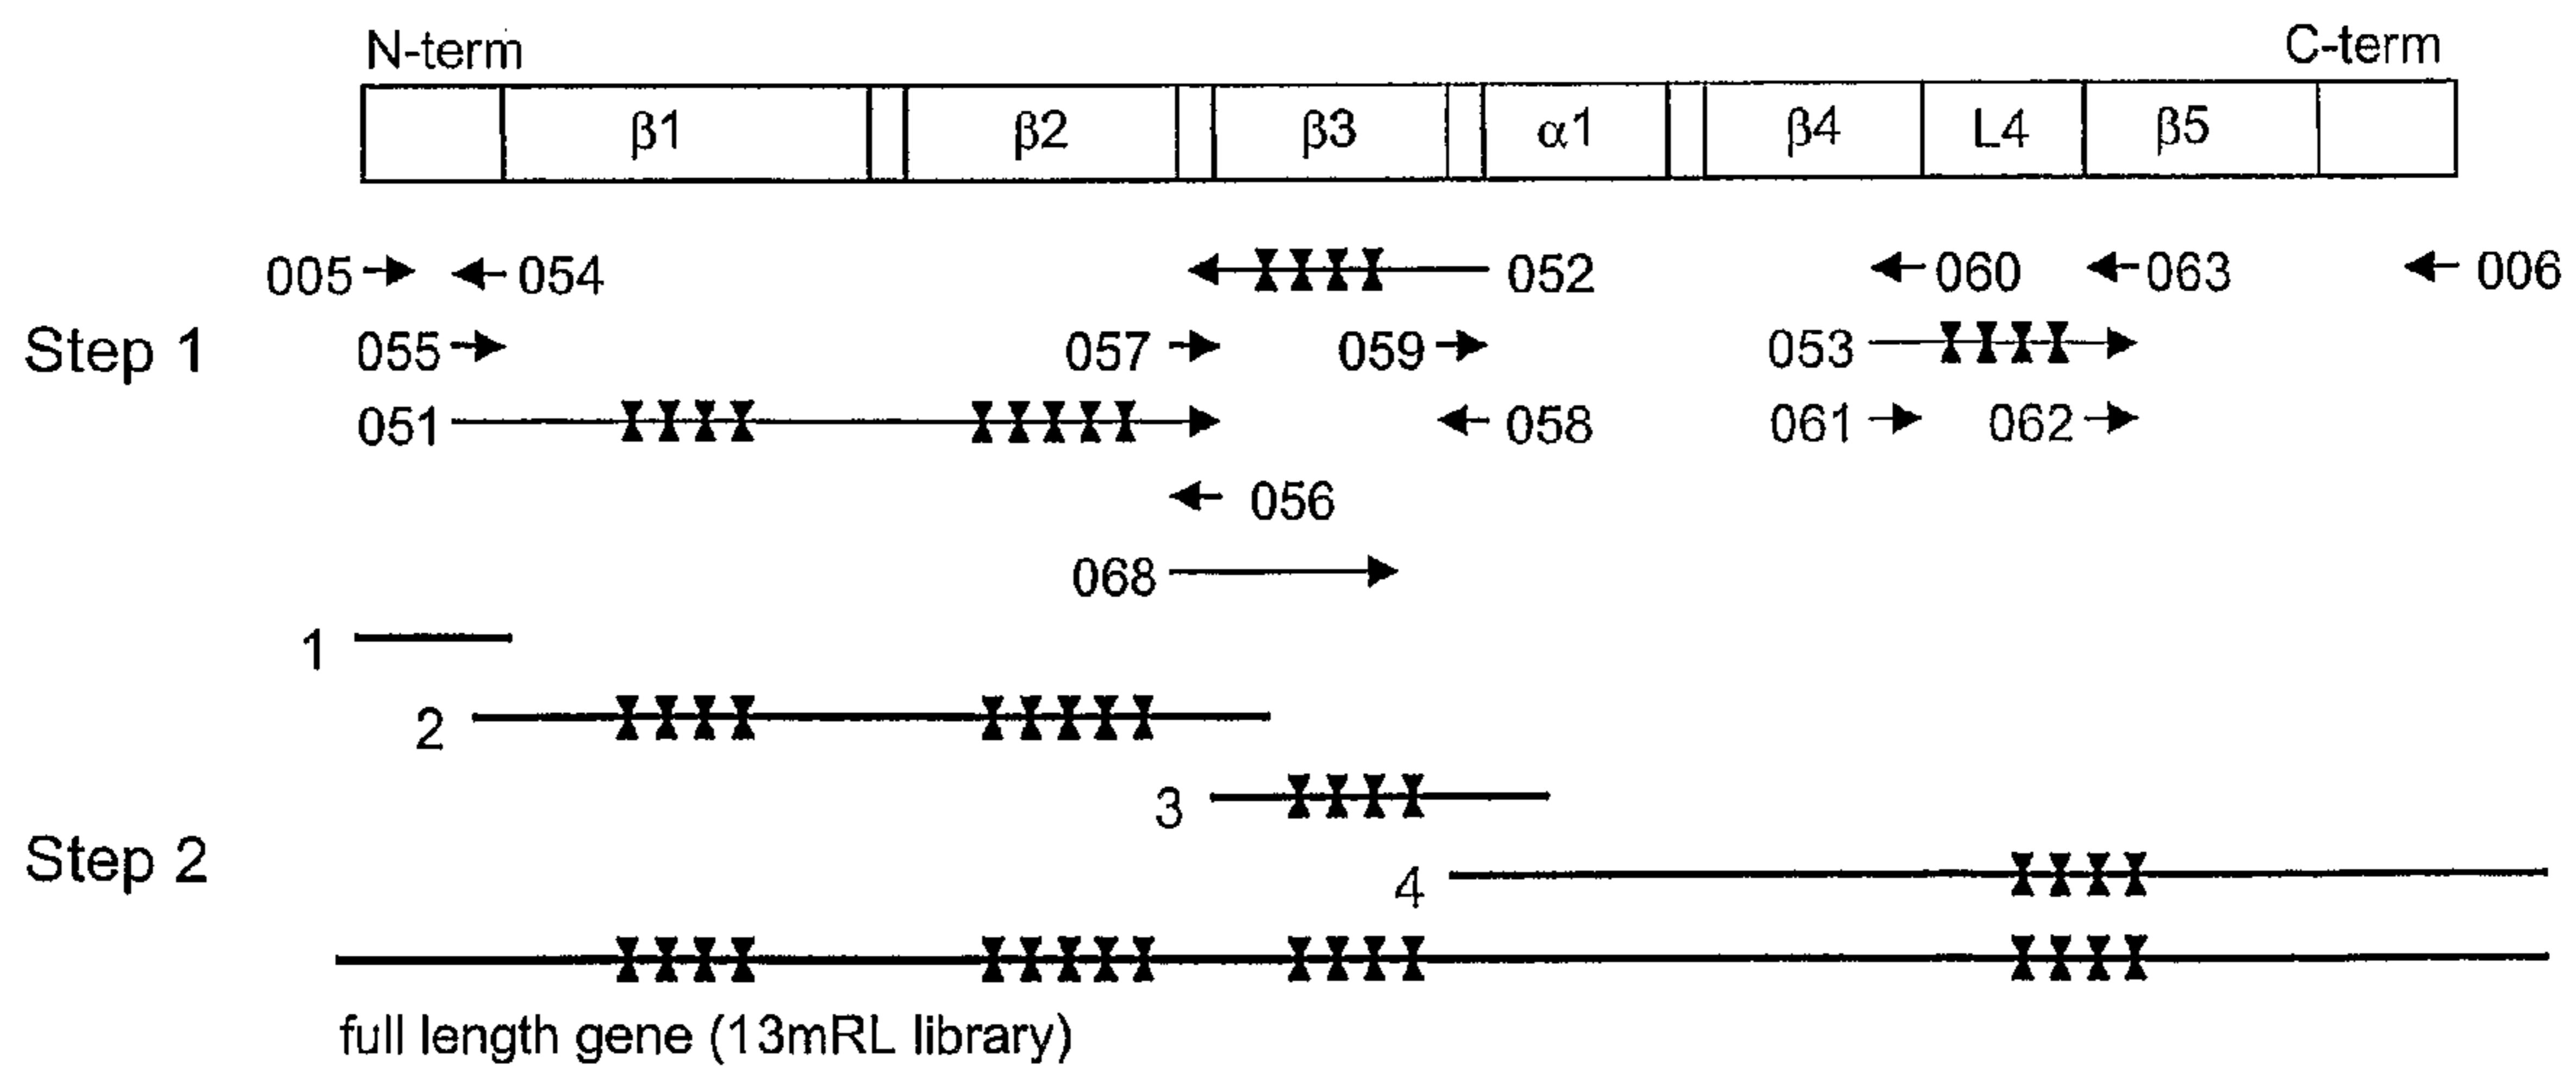 N-term C-term
β1 β2 β3 α1 β4 L4 β5
005 054 052 060 063 006
Step 1
055 057 059 053
051 058 061 062
056
068
1
2
3
Step 2
4
full length gene (13mRL library)